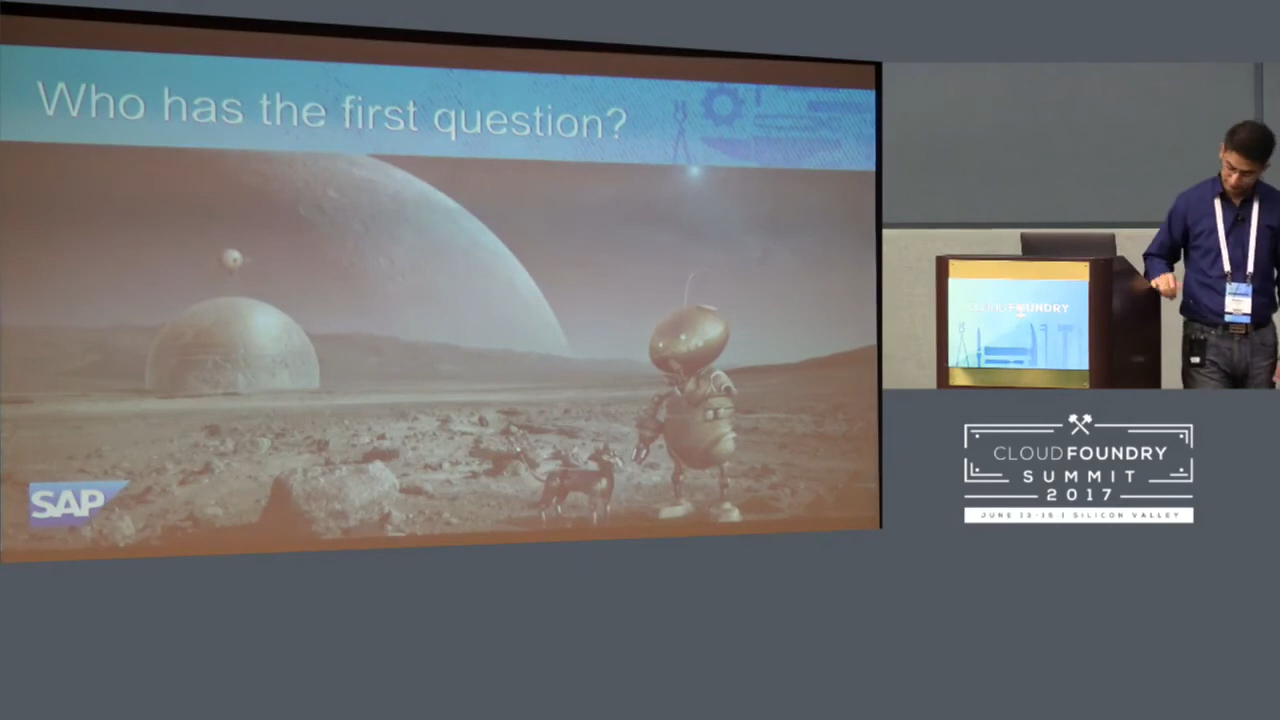 Who has the first question?
SAP
CLOUD FOUNDRY
CLOUD FOUNDRY
SUMMIT
2017
JUNE 13-15 | SILICON VALLEY